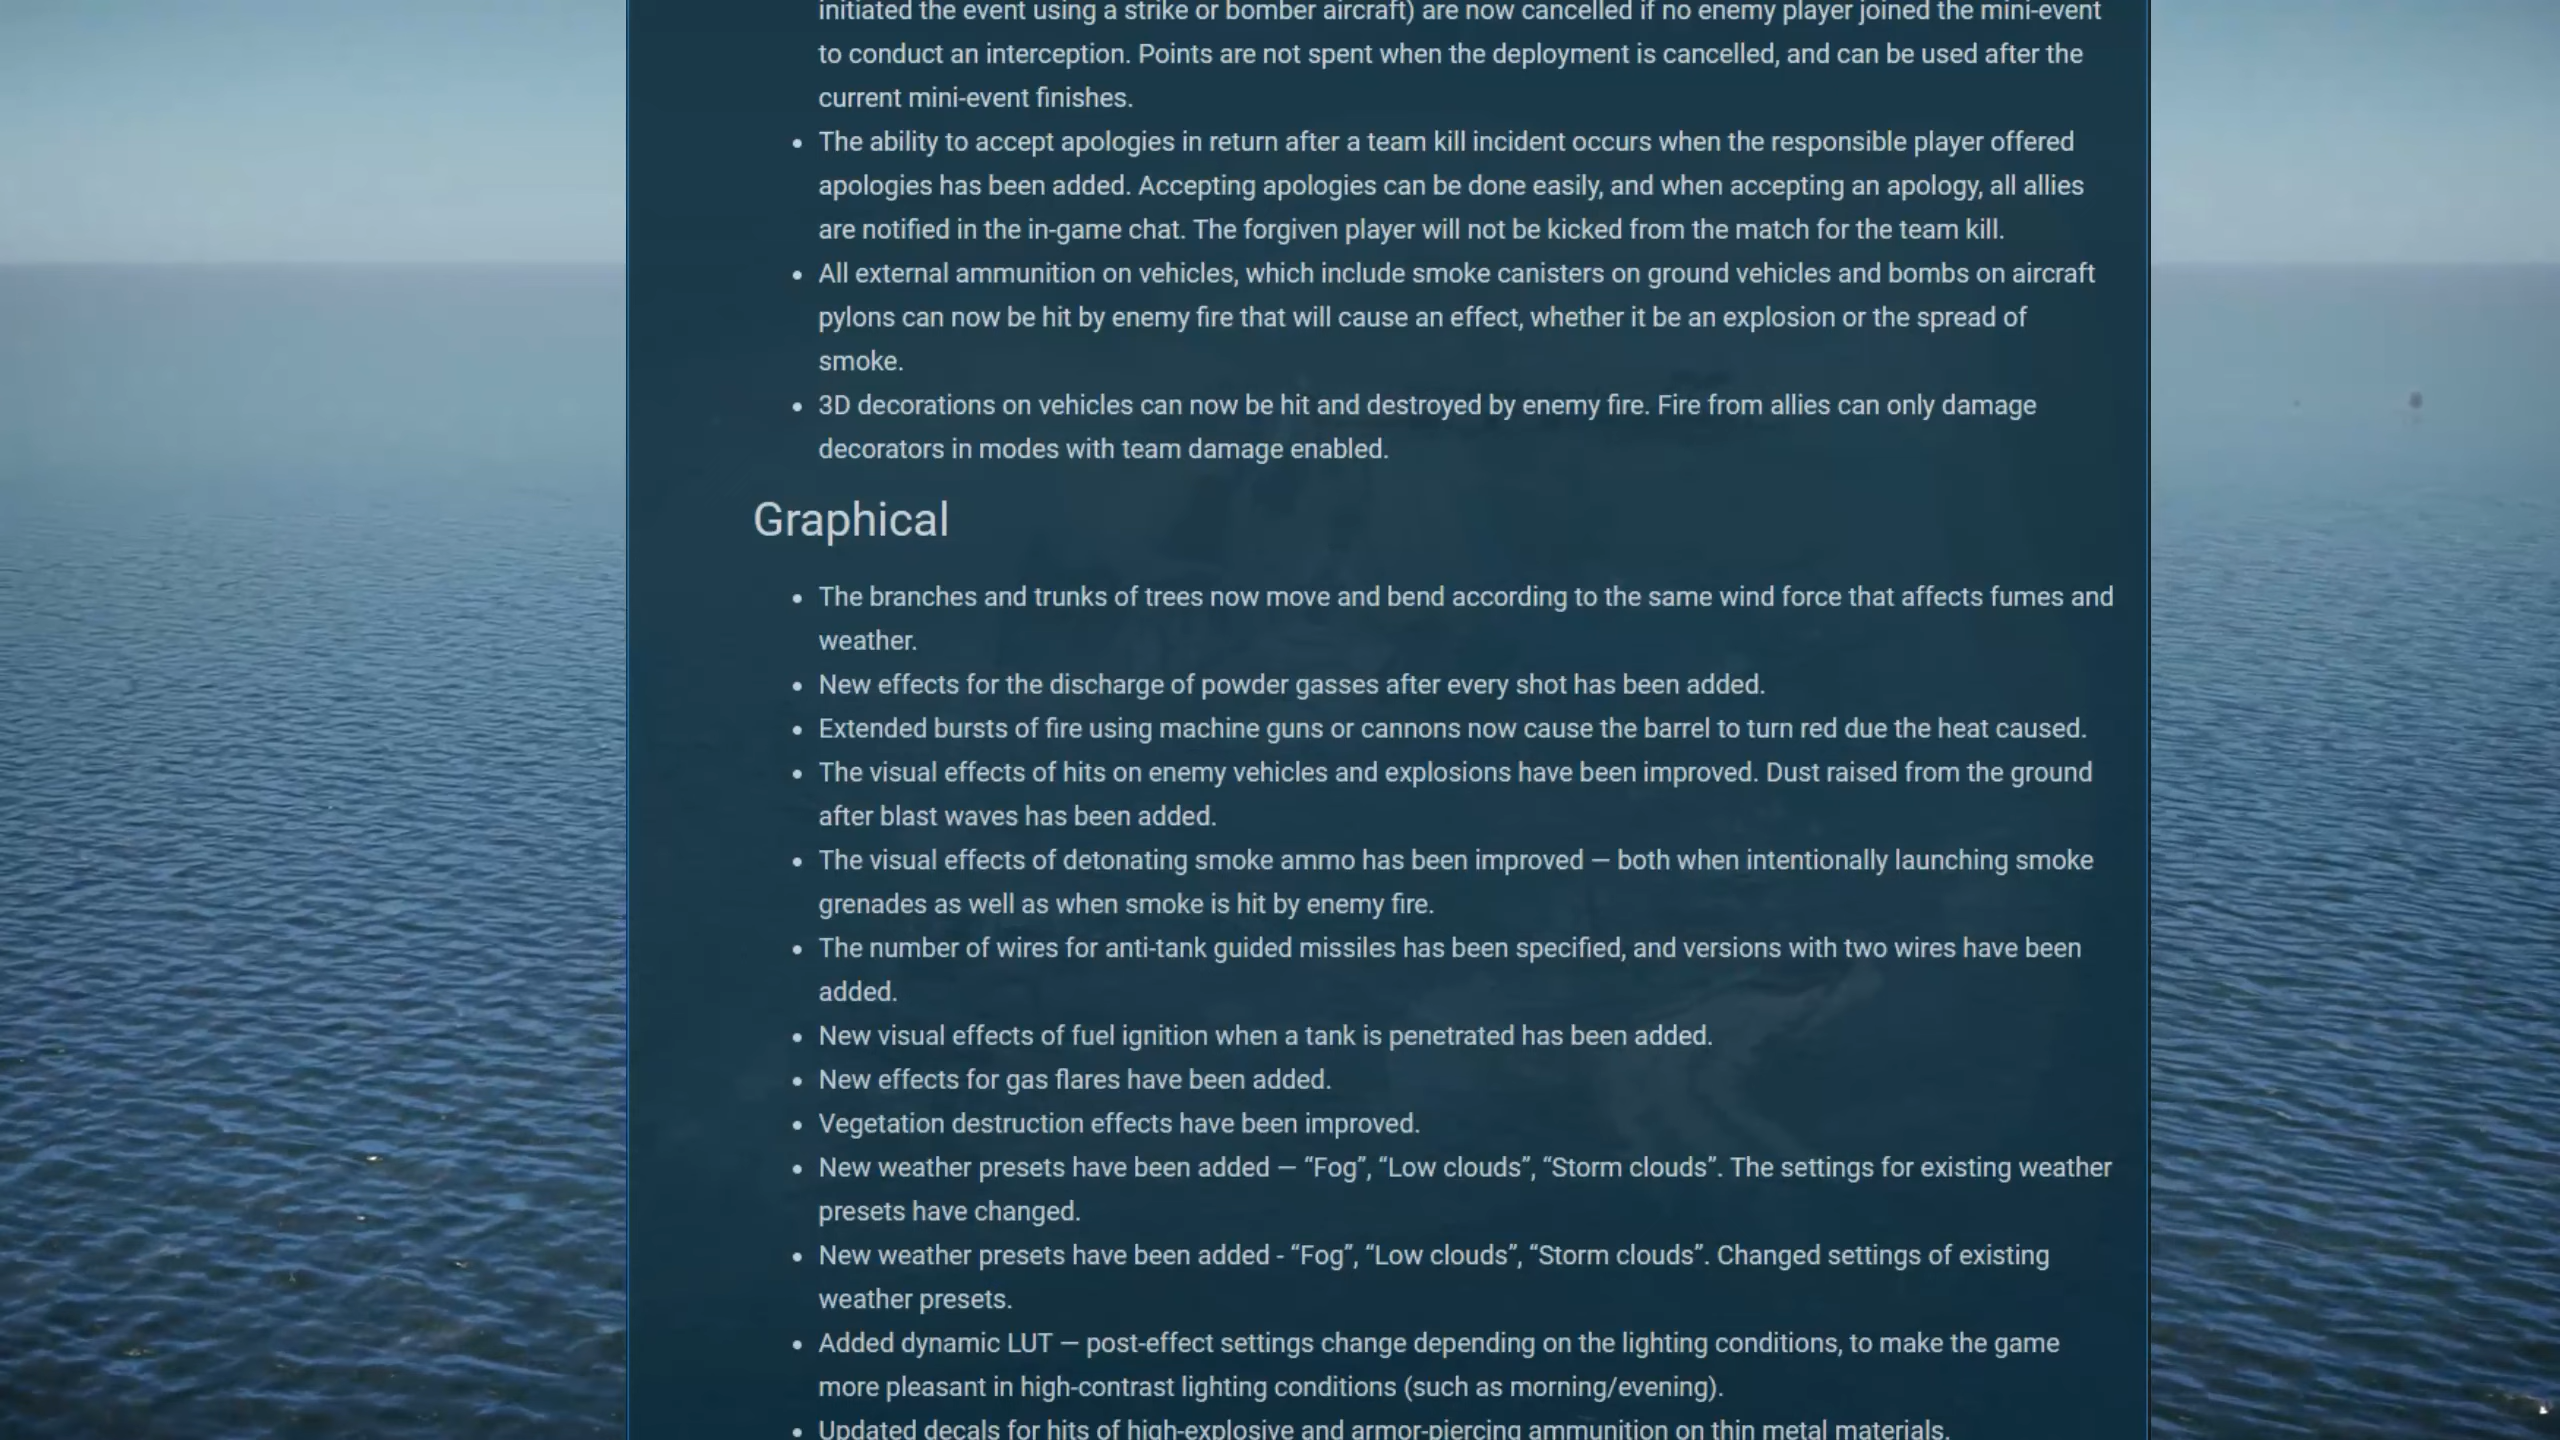 initiated the event using a strike or bomber aircraft) are now cancelled if no enemy player joined the mini-event
to conduct an interception. Points are not spent when the deployment is cancelled, and can be used after the
current mini-event finishes.
• The ability to accept apologies in return after a team kill incident occurs when the responsible player offered
apologies has been added. Accepting apologies can be done easily, and when accepting an apology, all allies
are notified in the in-game chat. The forgiven player will not be kicked from the match for the team kill.
• All external ammunition on vehicles, which include smoke canisters on ground vehicles and bombs on aircraft
pylons can now be hit by enemy fire that will cause an effect, whether it be an explosion or the spread of
smoke.
• 3D decorations on vehicles can now be hit and destroyed by enemy fire. Fire from allies can only damage
decorators in modes with team damage enabled.
Graphical
• The branches and trunks of trees now move and bend according to the same wind force that affects fumes and
weather.
• New effects for the discharge of powder gasses after every shot has been added.
• Extended bursts of fire using machine guns or cannons now cause the barrel to turn red due the heat caused.
• The visual effects of hits on enemy vehicles and explosions have been improved. Dust raised from the ground
after blast waves has been added.
• The visual effects of detonating smoke ammo has been improved — both when intentionally launching smoke
grenades as well as when smoke is hit by enemy fire.
• The number of wires for anti-tank guided missiles has been specified, and versions with two wires have been
added.
• New visual effects of fuel ignition when a tank is penetrated has been added.
• New effects for gas flares have been added.
• Vegetation destruction effects have been improved.
• New weather presets have been added — “Fog”, “Low clouds”, “Storm clouds”. The settings for existing weather
presets have changed.
• New weather presets have been added - “Fog”, “Low clouds”, “Storm clouds”. Changed settings of existing
weather presets.
• Added dynamic LUT — post-effect settings change depending on the lighting conditions, to make the game
more pleasant in high-contrast lighting conditions (such as morning/evening).
• Updated decals for hits of high-explosive and armor-piercing ammunition on thin metal materials.